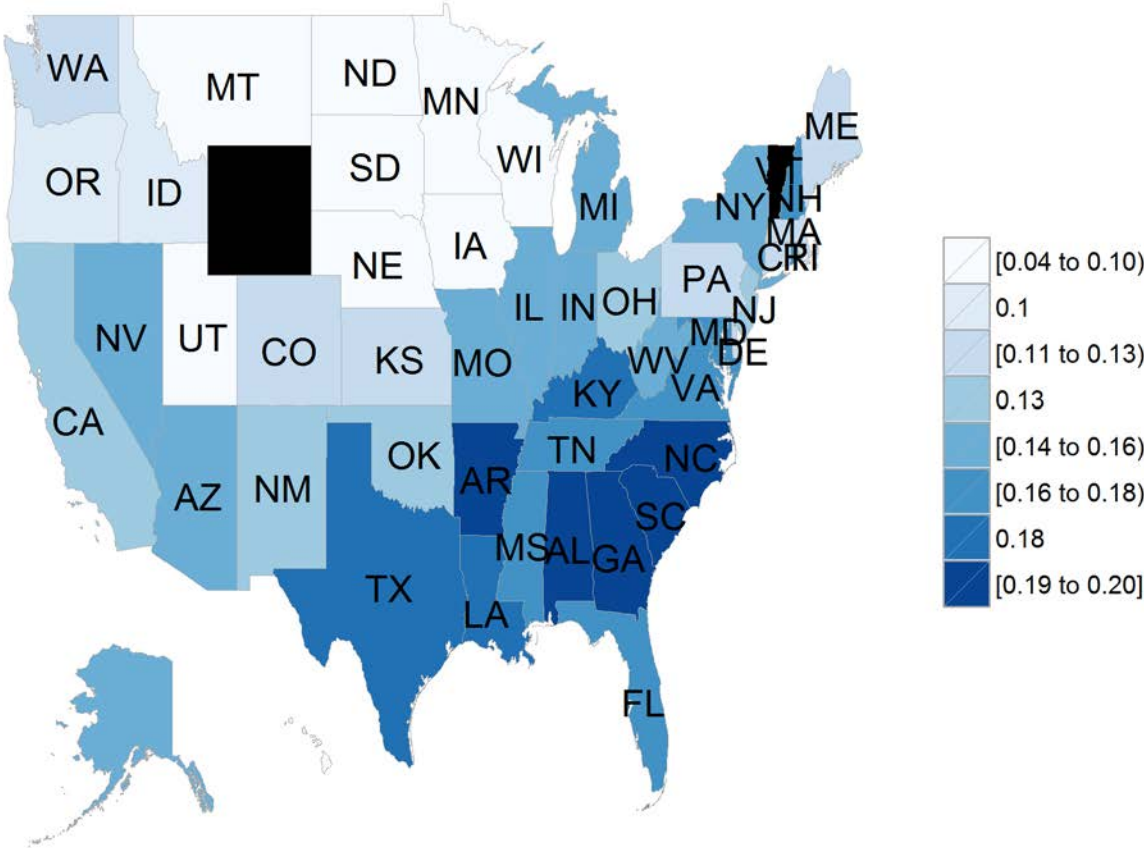 WA
MT
ND
MN
ME
OR
ID
SD
WI
VT
NH
NY
MI
MA
IA
NE
CRI
PA
IL
IN
OH
NJ
NV
UT
CO
KS
MO
WV
MD
DE
KY
VA
CA
AZ
NM
OK
TN
NC
AR
SC
MS
AL
GA
TX
LA
FL
[0.04 to 0.10)
0.1
[0.11 to 0.13)
0.13
[0.14 to 0.16)
[0.16 to 0.18)
0.18
[0.19 to 0.20]